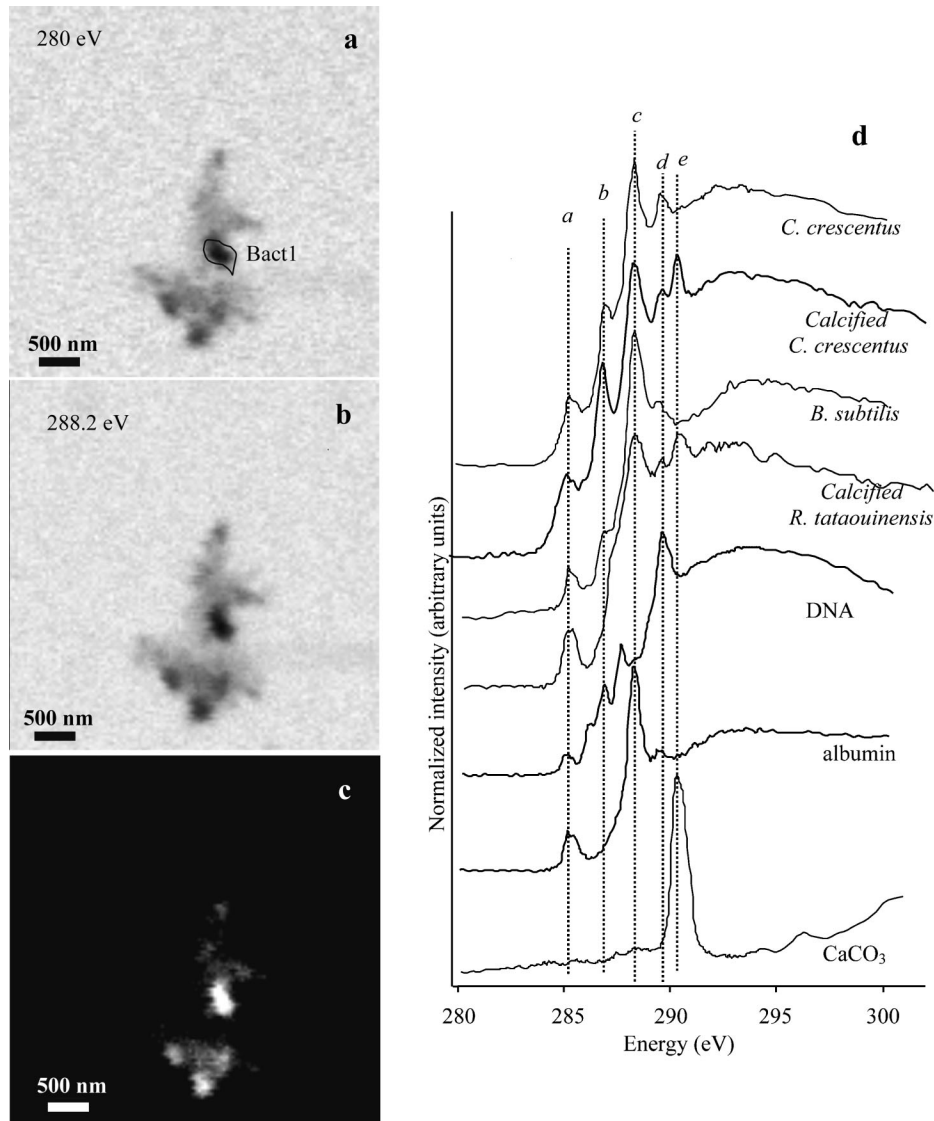 280 eV
a
Bact1
500 nm
288.2 eV
b
500 nm
c
500 nm
d
a
b
c
d
e
C. crescentus
Calcified
C. crescentus
B. subtilis
Calcified
R. tataouinensis
DNA
albumin
CaCO₃
Normalized intensity (arbitrary units)
280
285
290
295
300
Energy (eV)